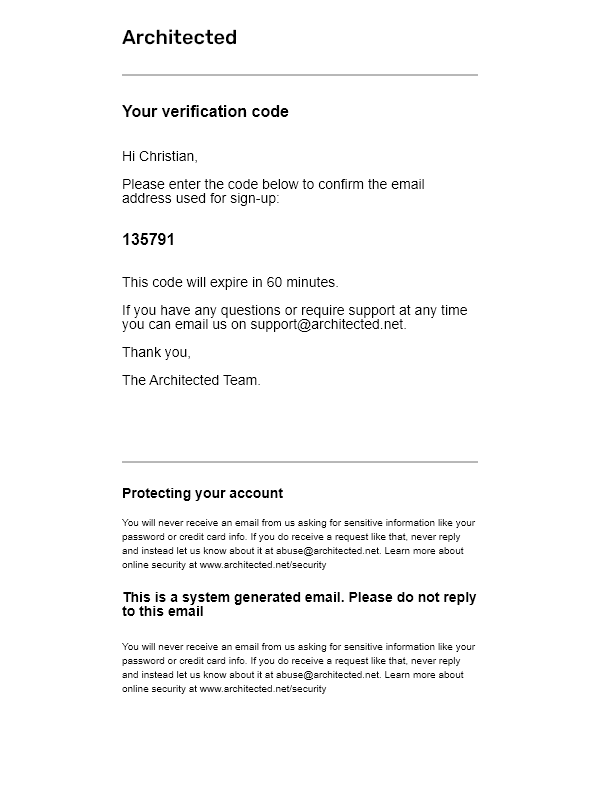 Architected
Your verification code
Hi Christian,
Please enter the code below to confirm the email
address used for sign-up:
135791
This code will expire in 60 minutes.
If you have any questions or require support at any time
you can email us on support@architected.net.
Thank you,
The Architected Team.
Protecting your account
You will never receive an email from us asking for sensitive information like your
password or credit card info. If you do receive a request like that, never reply
and instead let us know about it at abuse@architected.net. Learn more about
online security at www.architected.net/security
This is a system generated email. Please do not reply
to this email
You will never receive an email from us asking for sensitive information like your
password or credit card info. If you do receive a request like that, never reply
and instead let us know about it at abuse@architected.net. Learn more about
online security at www.architected.net/security